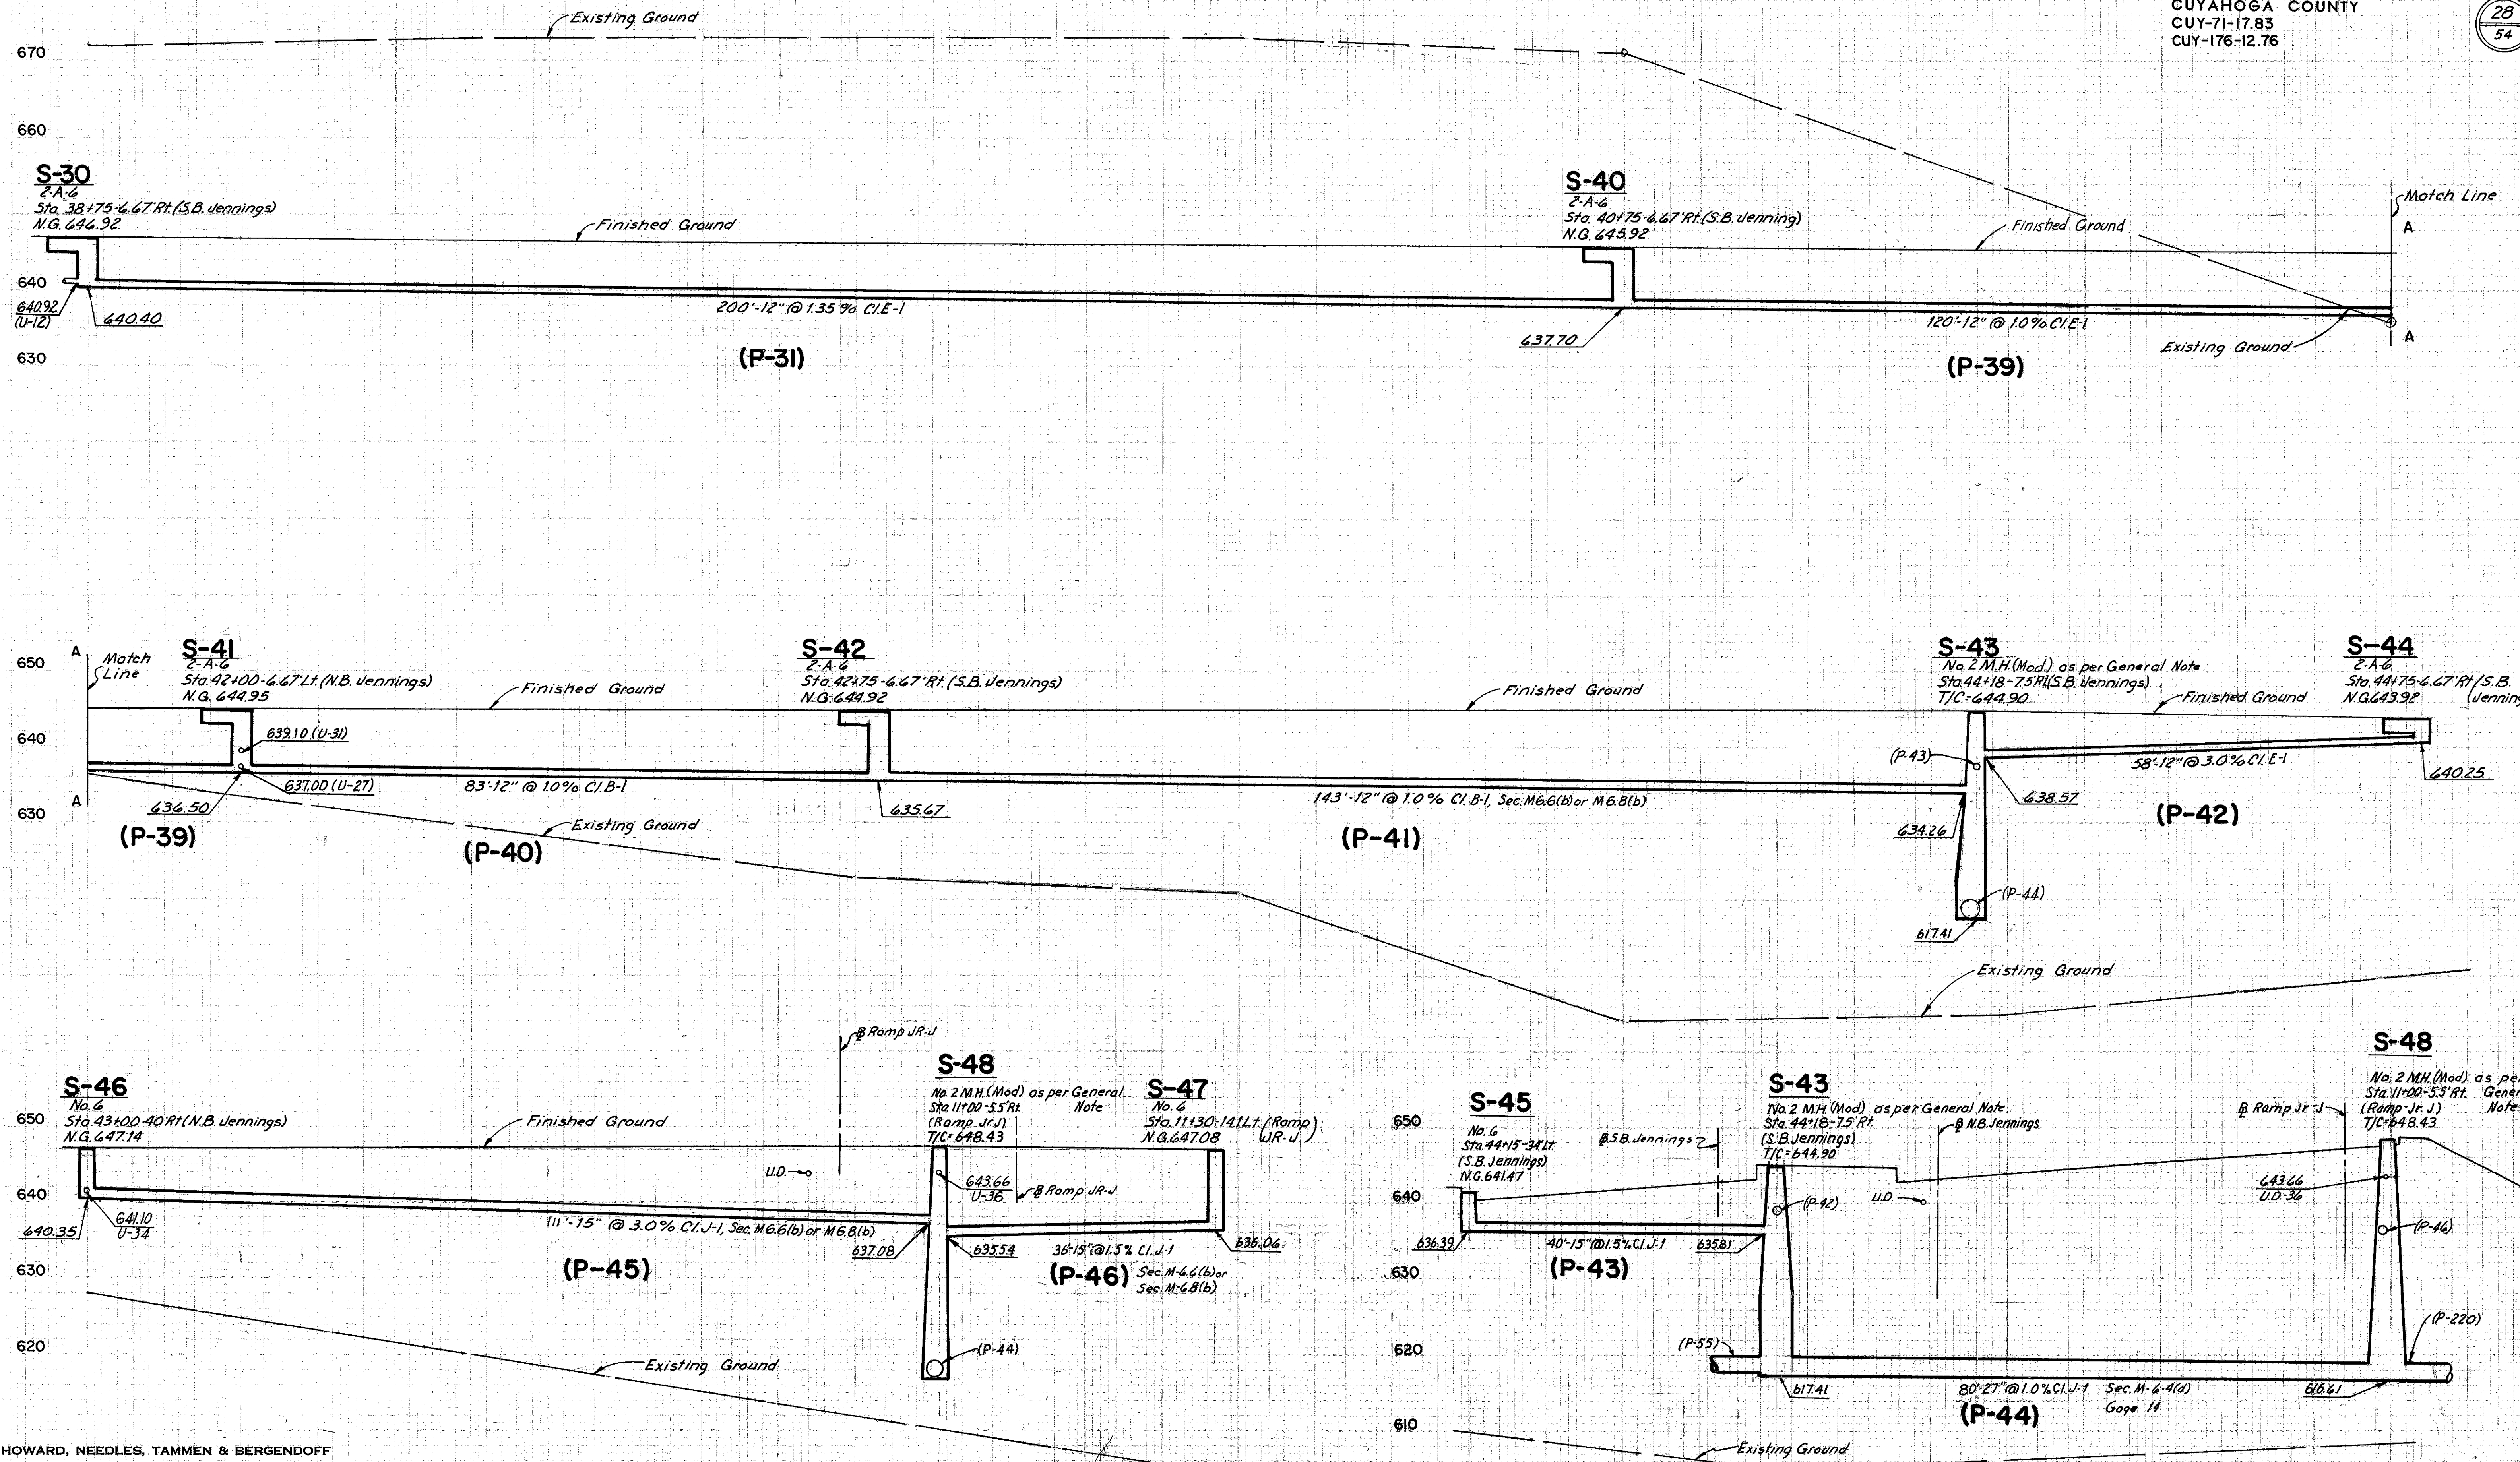 CUYAHOGA COUNTY
CUY-71-17.83
CUY-176-12.76
28
54
Existing Ground
670
660
640
630
S-30
2-A-6
Sta. 38+75-6.67'Rt.(S.B. Jennings)
N.G. 646.92
Finished Ground
S-40
2-A-6
Sta. 40+75-6.67'Rt.(S.B. Jenning)
N.G. 645.92
Finished Ground
Match Line
A
640.92
(U-12)
640.40
200'-12" @ 1.35 % Cl.E-1
(P-31)
637.70
120'-12" @ 1.0% Cl.E-1
(P-39)
Existing Ground
A
650
640
630
A
Match
Line
S-41
2-A-6
Sta. 42+00-6.67'Lt.(N.B. Jennings)
N.G. 644.95
Finished Ground
S-42
2-A-6
Sta. 42+75-6.67'Rt.(S.B. Jennings)
N.G. 644.92
Finished Ground
S-43
No. 2 M.H.(Mod.) as per General Note
Sta. 44+18-7.5'Rt(S.B. Jennings)
T/C=644.90
Finished Ground
S-44
2-A-6
Sta. 44+75-6.67'Rt (S.B.
N.G.643.92
639.10 (U-31)
637.00 (U-27)
A
636.50
(P-39)
83'-12" @ 1.0% Cl.B-1
(P-40)
Existing Ground
635.67
143'-12" @ 1.0% Cl. B-1, Sec.M6.6(b) or M6.8(b)
(P-41)
(P-43)
634.26
638.57
58'-12" @ 3.0% Cl.E-1
(P-42)
640.25
(P-44)
617.41
Existing Ground
650
640
630
620
S-46
No. 6
Sta. 43+00-40'Rt(N.B. Jennings)
N.G. 647.14
Finished Ground
℄ Ramp JR-J
S-48
No. 2 M.H.(Mod) as per General
Sta. 11+00-5.5'Rt. Note
(Ramp Jr.J)
T/C=648.43
S-47
No. 6
Sta. 11+30-14'Lt. (Ramp
N.G.647.08 JR-J)
U.D.
643.66
U-36
℄ Ramp JR-J
640.35
641.10
U-34
111'-15" @ 3.0% Cl.J-1, Sec.M6.6(b) or M6.8(b)
(P-45)
637.08
635.54
36'-15"@1.5% Cl.J-1
(P-46)
Sec.M-6.6(b)or
Sec.M-6.8(b)
636.06
(P-44)
Existing Ground
650
640
630
620
610
S-45
No. 6
Sta.44+15-34'Lt.
(S.B. Jennings)
N.G.641.47
℄ S.B. Jennings
S-43
No. 2 M.H.(Mod) as per General Note
Sta. 44+18-7.5'Rt.
(S.B. Jennings)
T/C=644.90
℄ N.B. Jennings
℄ Ramp Jr-J
S-48
No. 2 M.H.(Mod) as pe
Sta. 11+00-5.5'Rt. Gener
(Ramp-Jr. J) Note
T/C=648.43
(P-42)
U.D.
643.66
U.D.-36
(P-46)
636.39
40'-15"@1.5% Cl.J-1
(P-43)
635.81
(P-55)
617.41
80'-27"@1.0% Cl.J-1 Sec.M-6.4(d)
Gage 14
(P-44)
616.61
(P-220)
Existing Ground
HOWARD, NEEDLES, TAMMEN & BERGENDOFF